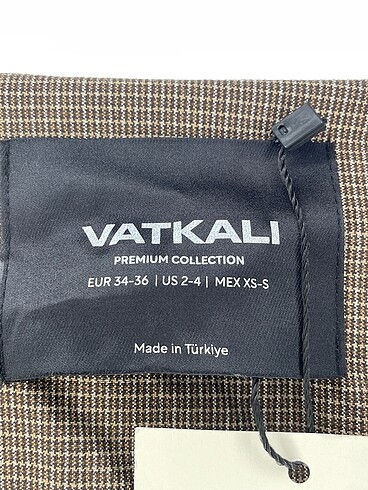 VATKALI
PREMIUM COLLECTION
EUR 34-36 | US 2-4 | MEX XS-S
Made in Türkiye